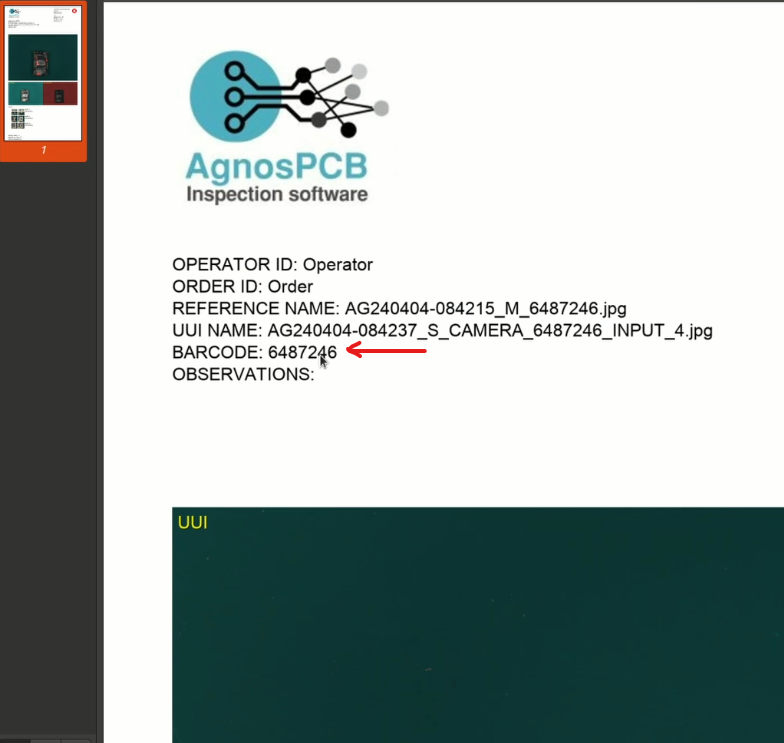 AgnosPCB
Inspection software
OPERATOR ID: Operator
ORDER ID: Order
REFERENCE NAME: AG240404-084215_M_6487246.jpg
UUI NAME: AG240404-084237_S_CAMERA_6487246_INPUT_4.jpg
BARCODE: 6487246
OBSERVATIONS:
UUI
1